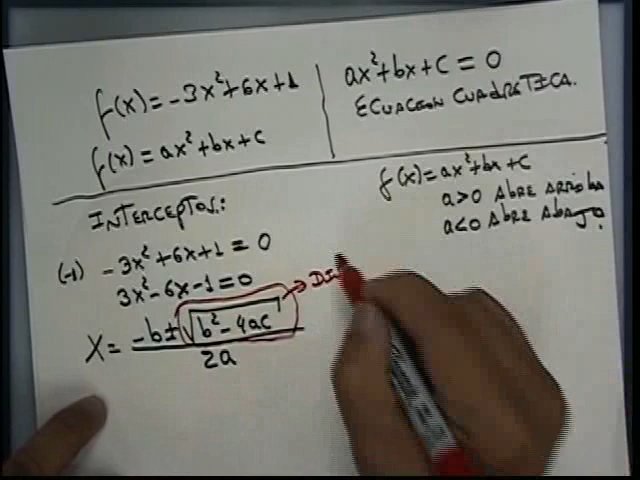 f(x) = -3x²+6x+1
f(x) = ax²+bx+c
ax²+bx+c = 0
ECUACION CUADRATICA.
INTERCEPTOS:
(-1) -3x²+6x+1 = 0
3x²-6x-1 = 0
X = -b±√b²-4ac
2a
→ DIS
f(x) = ax²+bx+c
a>0 ABRE ARRIBA
a<0 ABRE ABAJO.